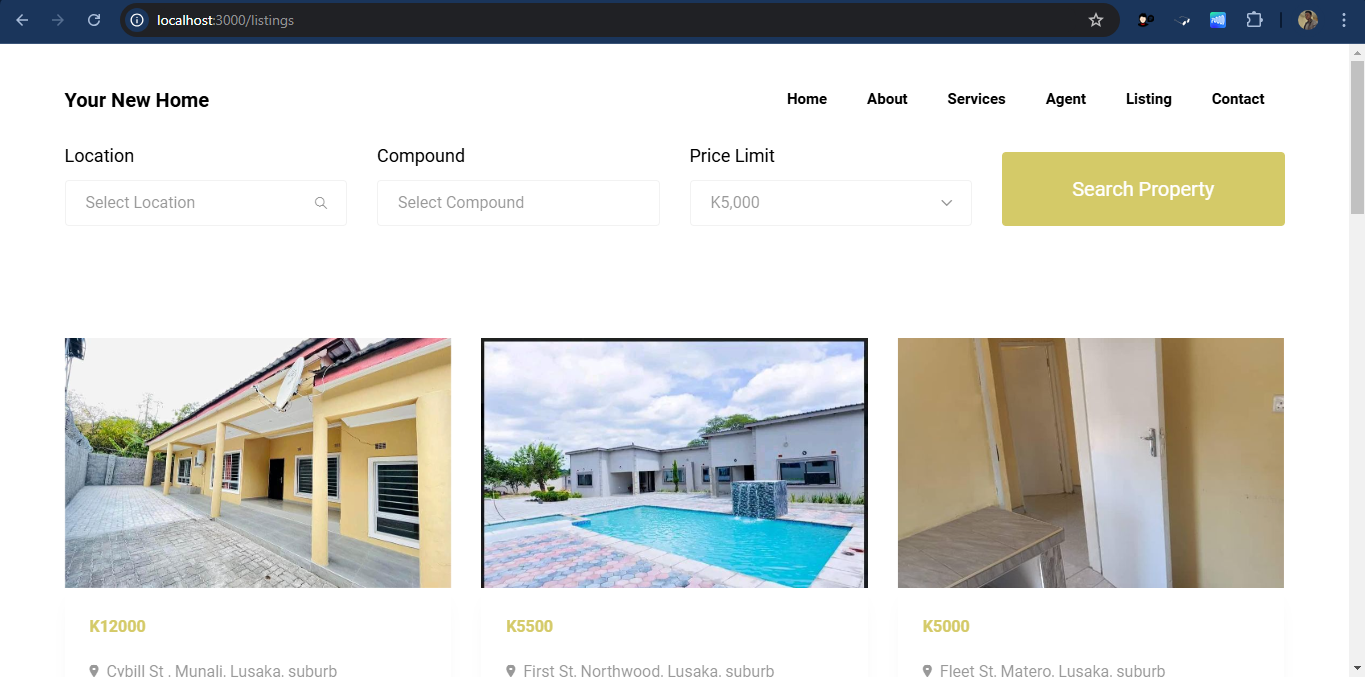 localhost:3000/listings
Your New Home
Home About Services Agent Listing Contact
Location Compound Price Limit
Search Property
Select Location Select Compound K5,000
K12000 K5500 K5000
Cybill St , Munali, Lusaka, suburb First St, Northwood, Lusaka, suburb Fleet St, Matero, Lusaka, suburb